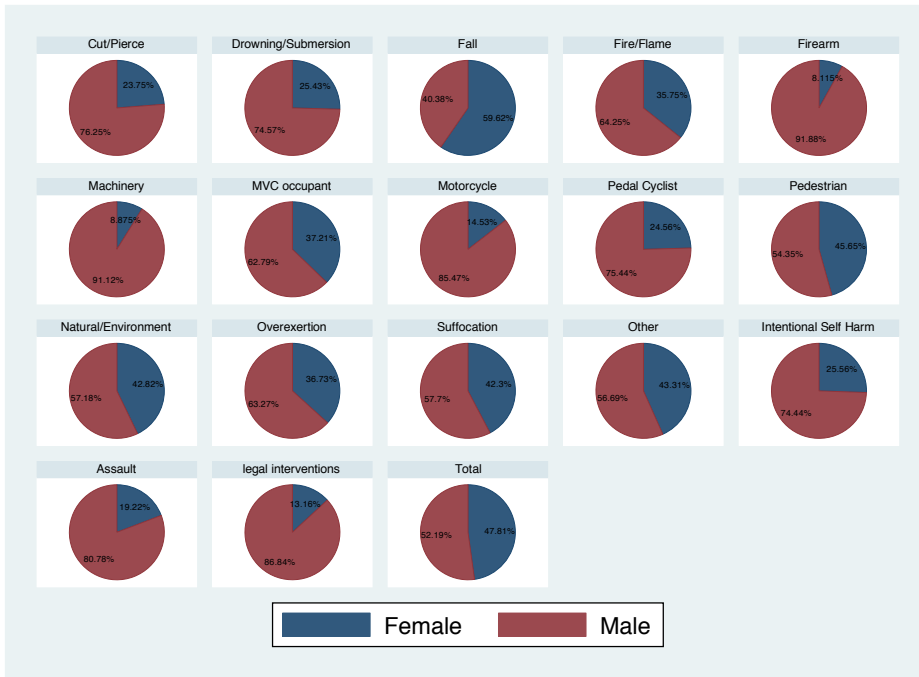 Cut/Pierce
23.75%
76.25%
Drowning/Submersion
25.43%
74.57%
Fall
40.38%
59.62%
Fire/Flame
35.75%
64.25%
Firearm
8.115%
91.88%
Machinery
8.875%
91.12%
MVC occupant
37.21%
62.79%
Motorcycle
14.53%
85.47%
Pedal Cyclist
24.56%
75.44%
Pedestrian
45.65%
54.35%
Natural/Environment
42.82%
57.18%
Overexertion
36.73%
63.27%
Suffocation
42.3%
57.7%
Other
43.31%
56.69%
Intentional Self Harm
25.56%
74.44%
Assault
19.22%
80.78%
legal interventions
13.16%
86.84%
Total
47.81%
52.19%
Female
Male